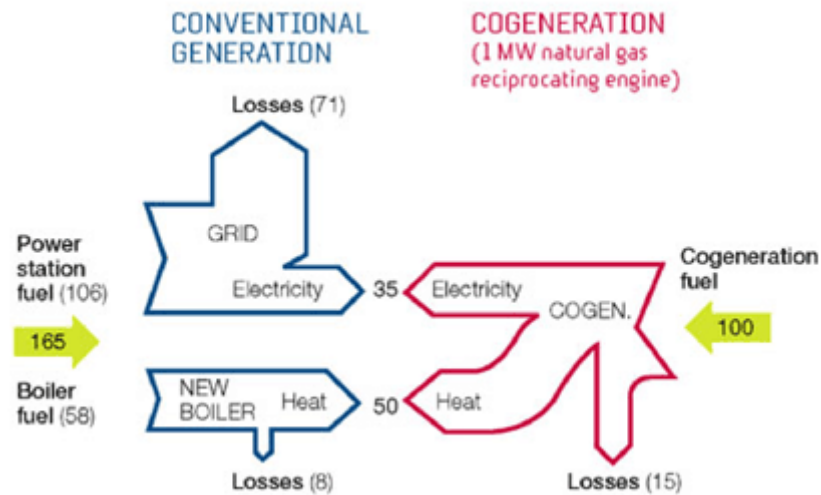 CONVENTIONAL
GENERATION
COGENERATION
(1 MW natural gas
reciprocating engine)
Losses (71)
GRID
Power
station
fuel (106)
Electricity
35
Electricity
Cogeneration
fuel
COGEN.
165
100
Boiler
fuel (58)
NEW
BOILER
Heat
50
Heat
Losses (8)
Losses (15)